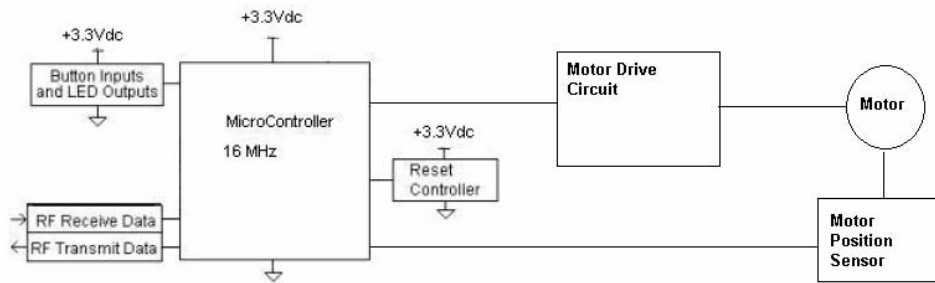 +3.3Vdc
+3.3Vdc
Button Inputs
and LED Outputs
MicroController
16 MHz
RF Receive Data
RF Transmit Data
+3.3Vdc
Reset
Controller
Motor Drive
Circuit
Motor
Motor
Position
Sensor